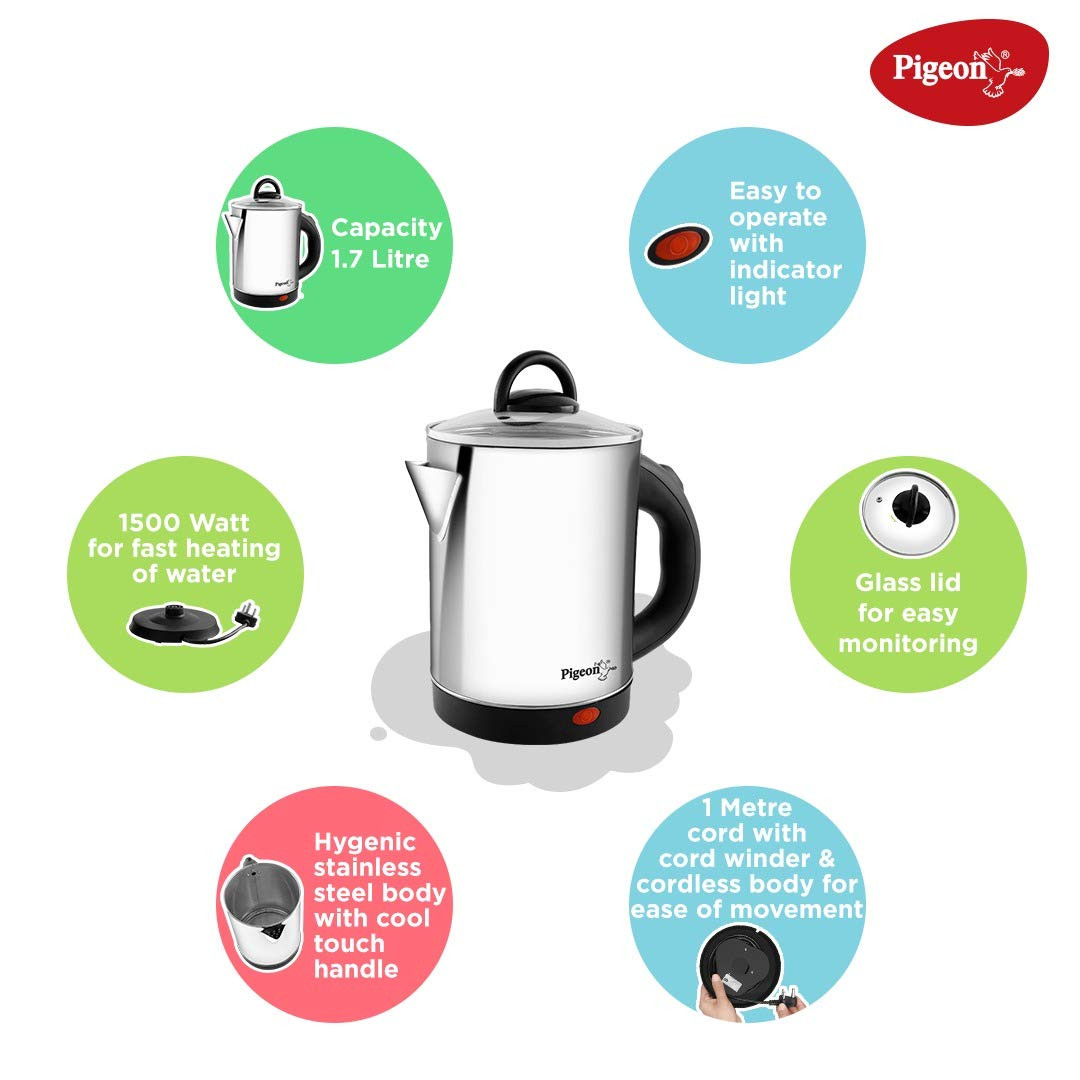 Pigeon®
Capacity
1.7 Litre
Pigeon
Easy to
operate
with
indicator
light
1500 Watt
for fast heating
of water
Glass lid
for easy
monitoring
Pigeon®
Hygenic
stainless
steel body
with cool
touch
handle
1 Metre
cord with
cord winder &
cordless body for
ease of movement